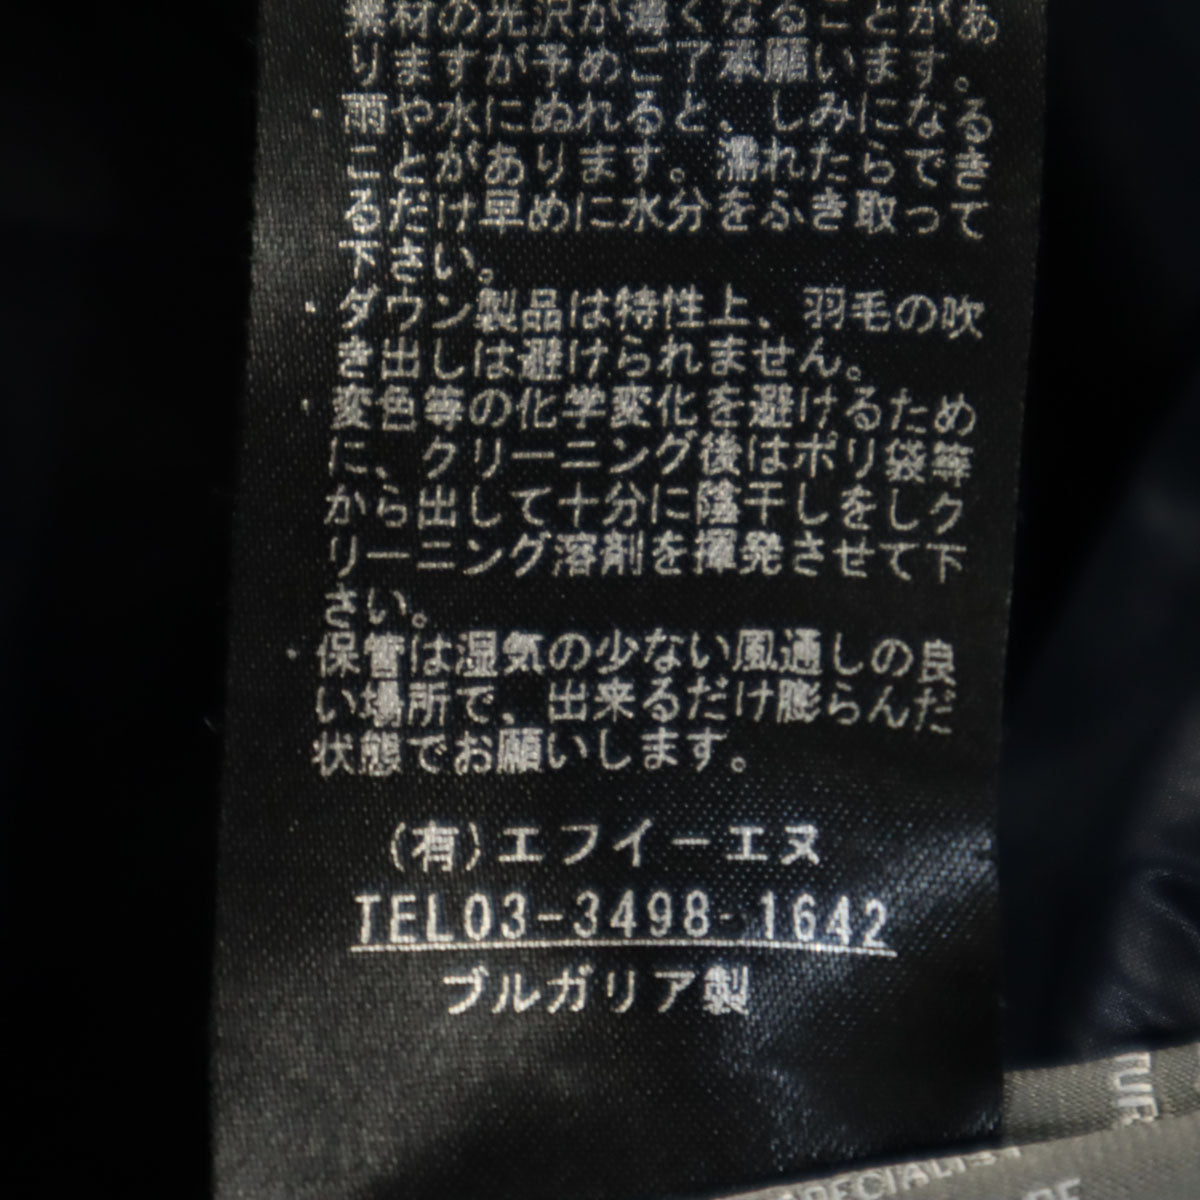 素材の光沢が薄くなることがあ
りますが予めご了承願います。
・雨や水にぬれると、しみになる
ことがあります。濡れたらでき
るだけ早めに水分をふき取って
下さい。
・ダウン製品は特性上、羽毛の吹
き出しは避けられません。
・変色等の化学変化を避けるため
に、クリーニング後はポリ袋等
から出して十分に陰干しをしク
リーニング溶剤を揮発させて下
さい。
・保管は湿気の少ない風通しの良
い場所で、出来るだけ膨らんだ
状態でお願いします。
(有)エフイーエヌ
TEL03-3498-1642
ブルガリア製
TUR
SPECIALIST